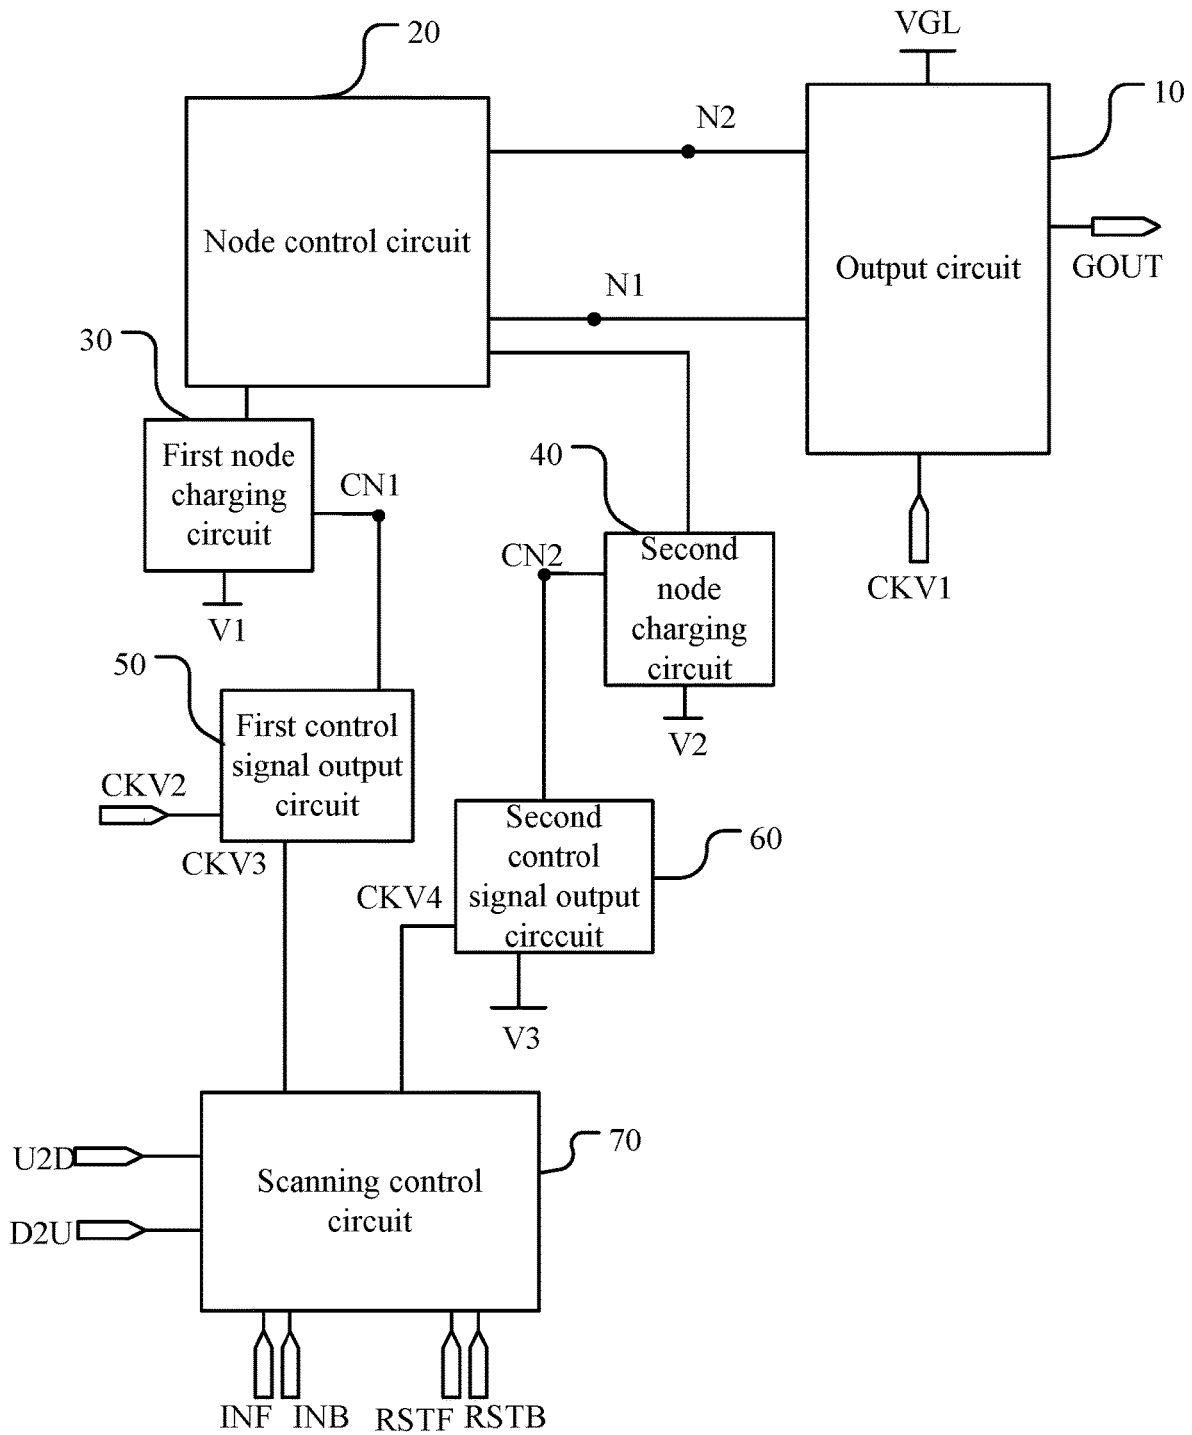 VGL
20
10
N2
Node control circuit
Output circuit
GOUT
N1
30
First node
charging
circuit
CN1
40
CN2
Second
node
charging
circuit
CKV1
V1
50
First control
signal output
circuit
V2
CKV2
Second
control
signal output
circcuit
60
CKV3
CKV4
V3
70
U2D
Scanning control
circuit
D2U
INF
INB
RSTF
RSTB